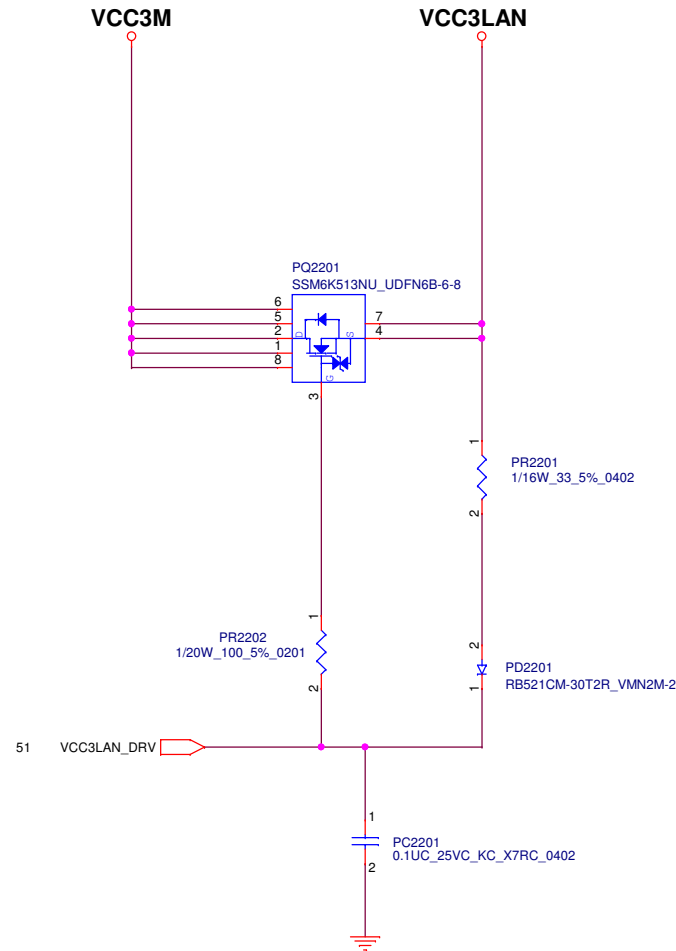 VCC3M VCC3LAN
PQ2201
SSM6K513NU_UDFN6B-6-8
6
5 7
2 D S 4
1
8
G
3
1
PR2201
1/16W_33_5%_0402
2
1
PR2202
1/20W_100_5%_0201
2
2
PD2201
RB521CM-30T2R_VMN2M-2
1
51 VCC3LAN_DRV
1
PC2201
0.1UC_25VC_KC_X7RC_0402
2